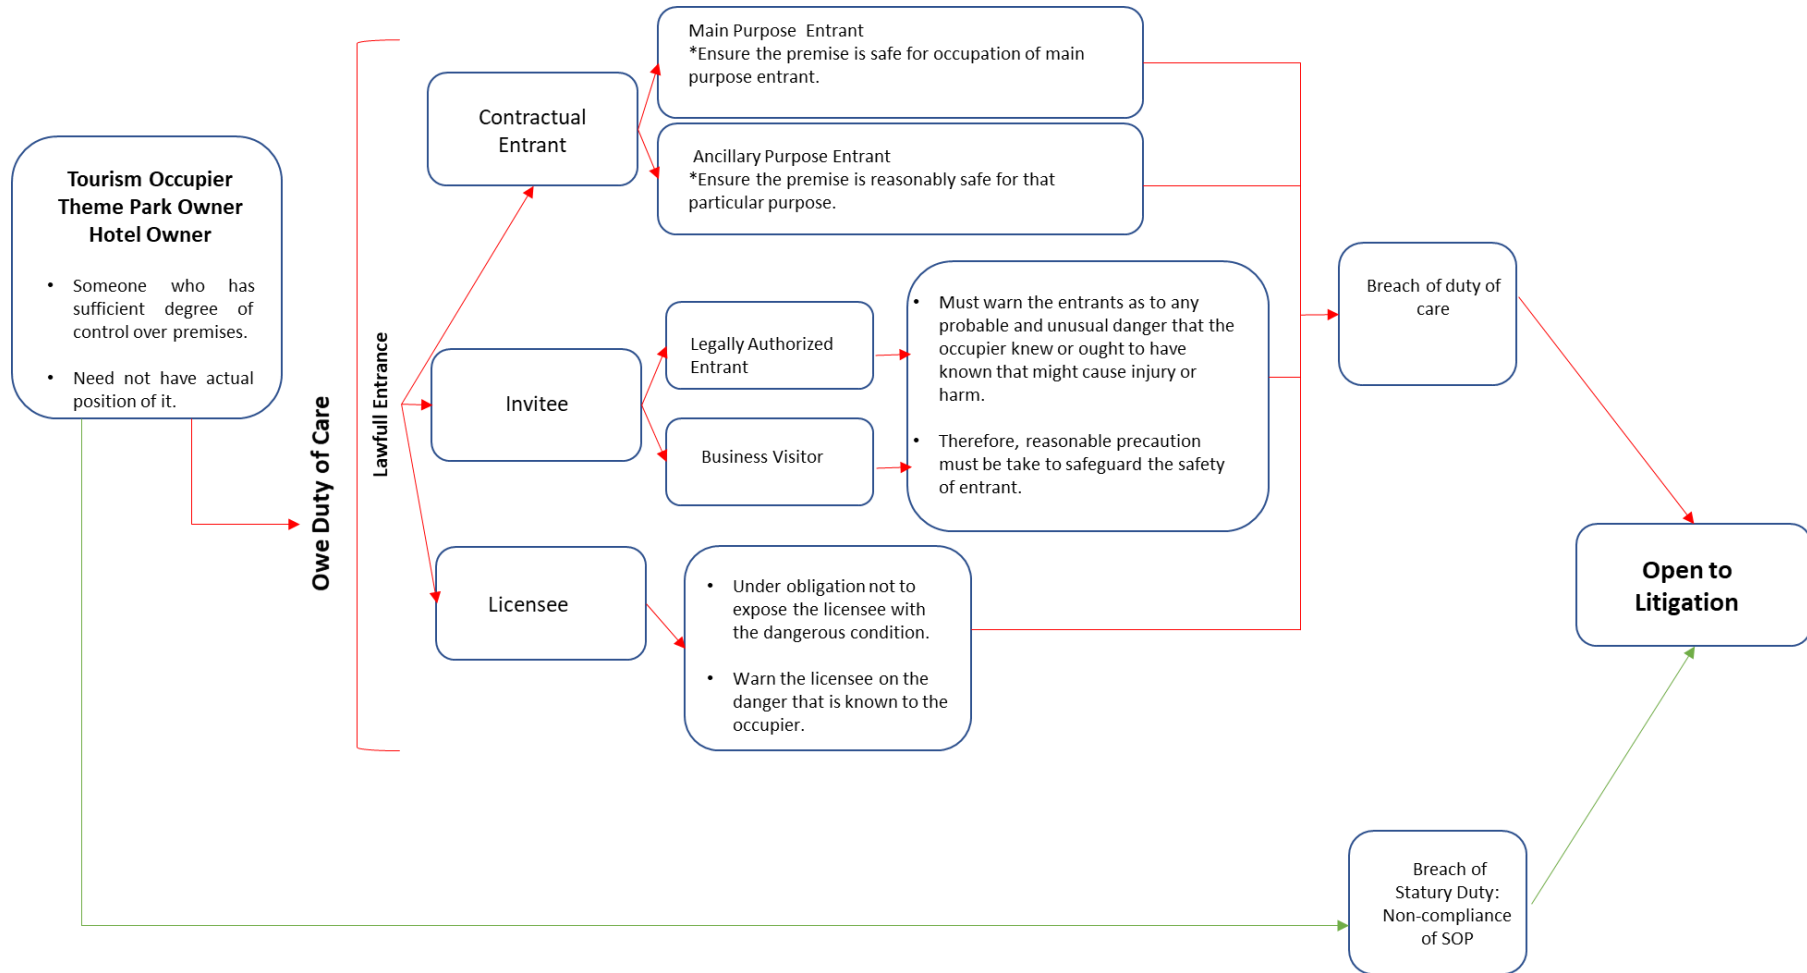 Tourism Occupier
Theme Park Owner
Hotel Owner
• Someone who has
sufficient degree of
control over premises.
• Need not have actual
position of it.
Owe Duty of Care
Lawfull Entrance
Contractual
Entrant
Main Purpose Entrant
*Ensure the premise is safe for occupation of main
purpose entrant.
Ancillary Purpose Entrant
*Ensure the premise is reasonably safe for that
particular purpose.
Invitee
Legally Authorized
Entrant
Business Visitor
• Must warn the entrants as to any
probable and unusual danger that the
occupier knew or ought to have
known that might cause injury or
harm.
• Therefore, reasonable precaution
must be take to safeguard the safety
of entrant.
Licensee
• Under obligation not to
expose the licensee with
the dangerous condition.
• Warn the licensee on the
danger that is known to the
occupier.
Breach of duty of
care
Open to
Litigation
Breach of
Statury Duty:
Non-compliance
of SOP